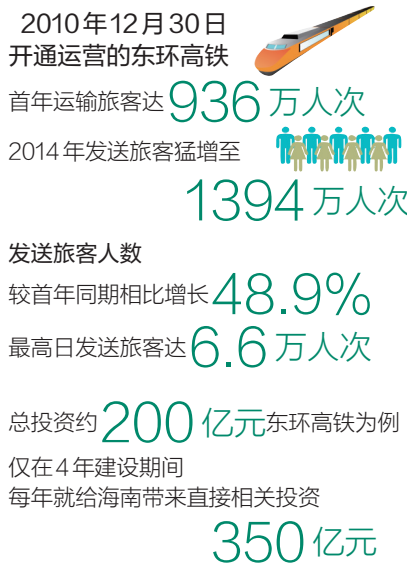 2010年12月30日
开通运营的东环高铁
首年运输旅客达936万人次
2014年发送旅客猛增至
1394万人次
发送旅客人数
较首年同期相比增长48.9%
最高日发送旅客达6.6万人次
总投资约200亿元东环高铁为例
仅在4年建设期间
每年就给海南带来直接相关投资
350亿元